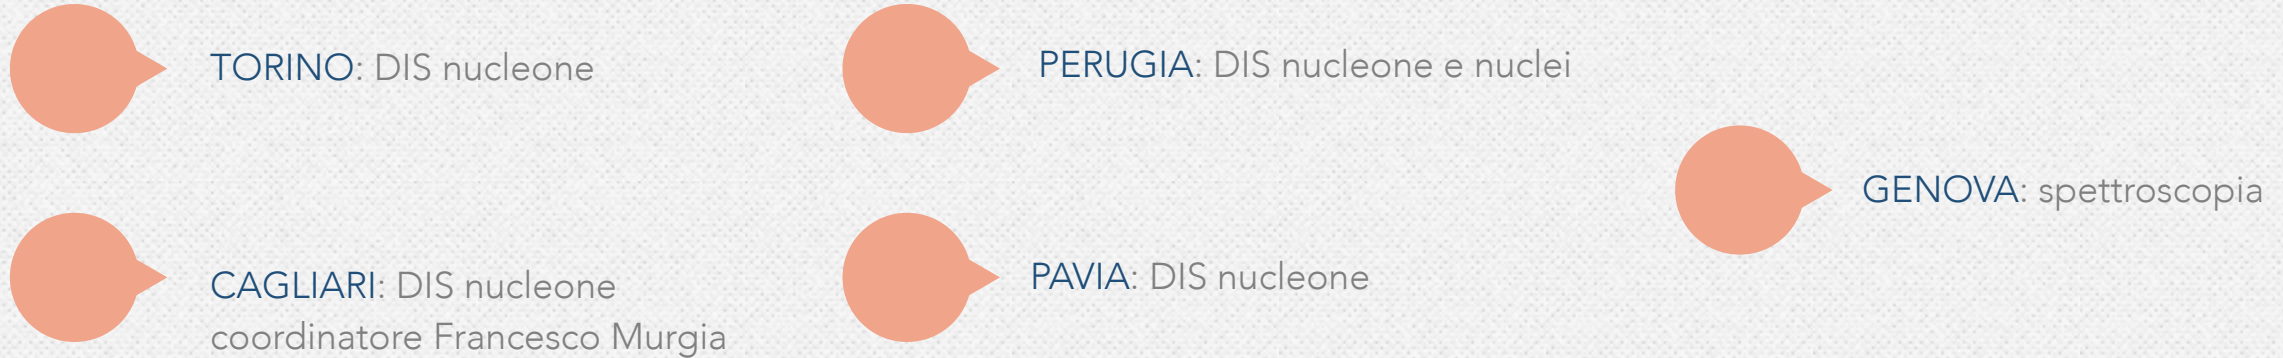 TORINO: DIS nucleone
CAGLIARI: DIS nucleone
coordinatore Francesco Murgia
PERUGIA: DIS nucleone e nuclei
PAVIA: DIS nucleone
GENOVA: spettroscopia